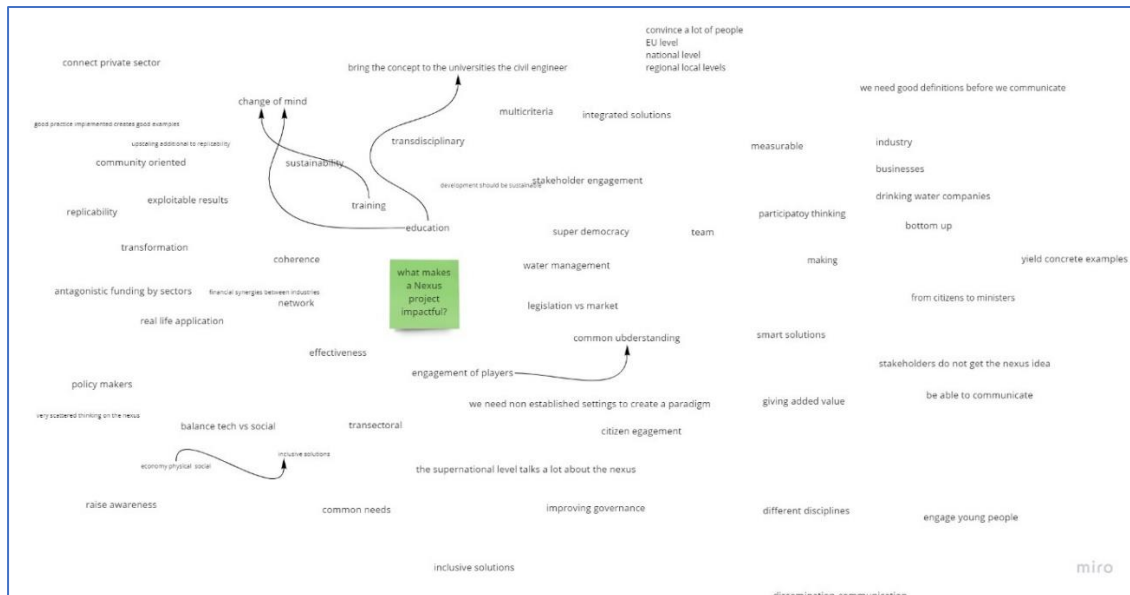 convince a lot of people
EU level
national level
regional local levels
connect private sector
bring the concept to the universities the civil engineer
we need good definitions before we communicate
change of mind
multicriteria
integrated solutions
good practice implemented creates good examples
upscaling additional to replicability
transdisciplinary
measurable
industry
community oriented
sustainability
businesses
development should be sustainable
stakeholder engagement
exploitable results
training
drinking water companies
replicability
participatoy thinking
education
bottom up
super democracy
team
transformation
coherence
water management
making
yield concrete examples
what makes
a Nexus
project
impactful?
antagonistic funding by sectors
financial synergies between industries
network
legislation vs market
from citizens to ministers
real life application
common ubderstanding
smart solutions
effectiveness
stakeholders do not get the nexus idea
engagement of players
policy makers
be able to communicate
we need non established settings to create a paradigm
giving added value
very scattered thinking on the nexus
balance tech vs social
transectoral
citizen egagement
inclusive solutions
economy physical social
the supernational level talks a lot about the nexus
raise awareness
common needs
improving governance
different disciplines
engage young people
inclusive solutions
miro